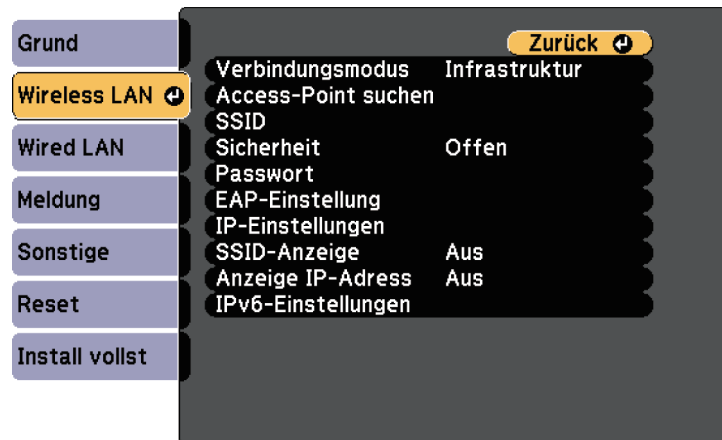 Grund
Wireless LAN
Wired LAN
Meldung
Sonstige
Reset
Install vollst
Zurück
Verbindungsmodus Infrastruktur
Access-Point suchen
SSID
Sicherheit Offen
Passwort
EAP-Einstellung
IP-Einstellungen
SSID-Anzeige Aus
Anzeige IP-Adress Aus
IPv6-Einstellungen